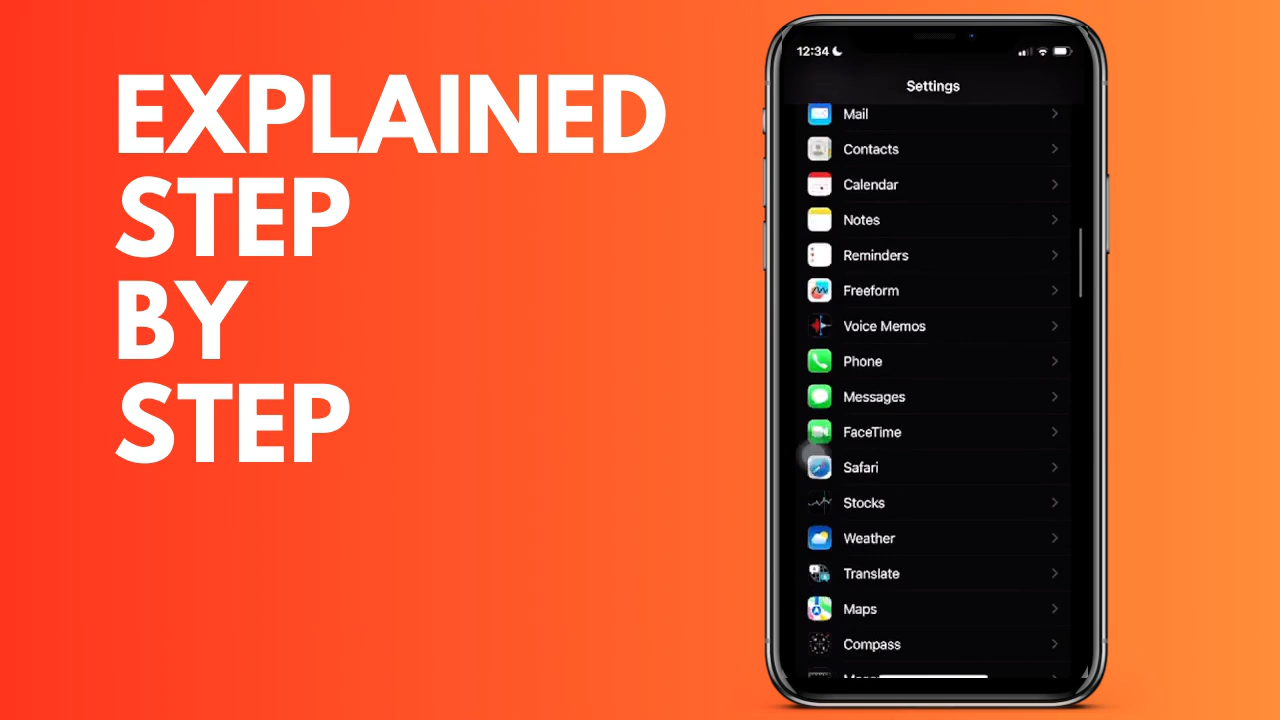 EXPLAINED
STEP
BY
STEP
12:34
Settings
Mail
Contacts
Calendar
Notes
Reminders
Freeform
Voice Memos
Phone
Messages
FaceTime
Safari
Stocks
Weather
Translate
Maps
Compass